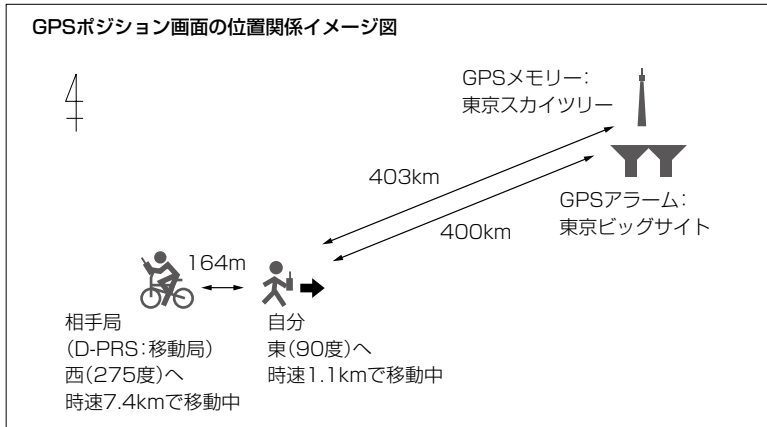 GPSポジション画面の位置関係イメージ図
GPSメモリー：
東京スカイツリー
403km
400km
GPSアラーム：
東京ビッグサイト
164m
相手局
（D-PRS：移動局）
西（275度）へ
時速7.4kmで移動中
自分
東（90度）へ
時速1.1kmで移動中